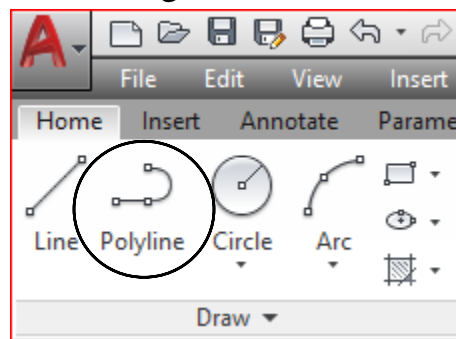 File Edit View Insert
Home Insert Annotate Parame
Line Polyline Circle Arc
Draw